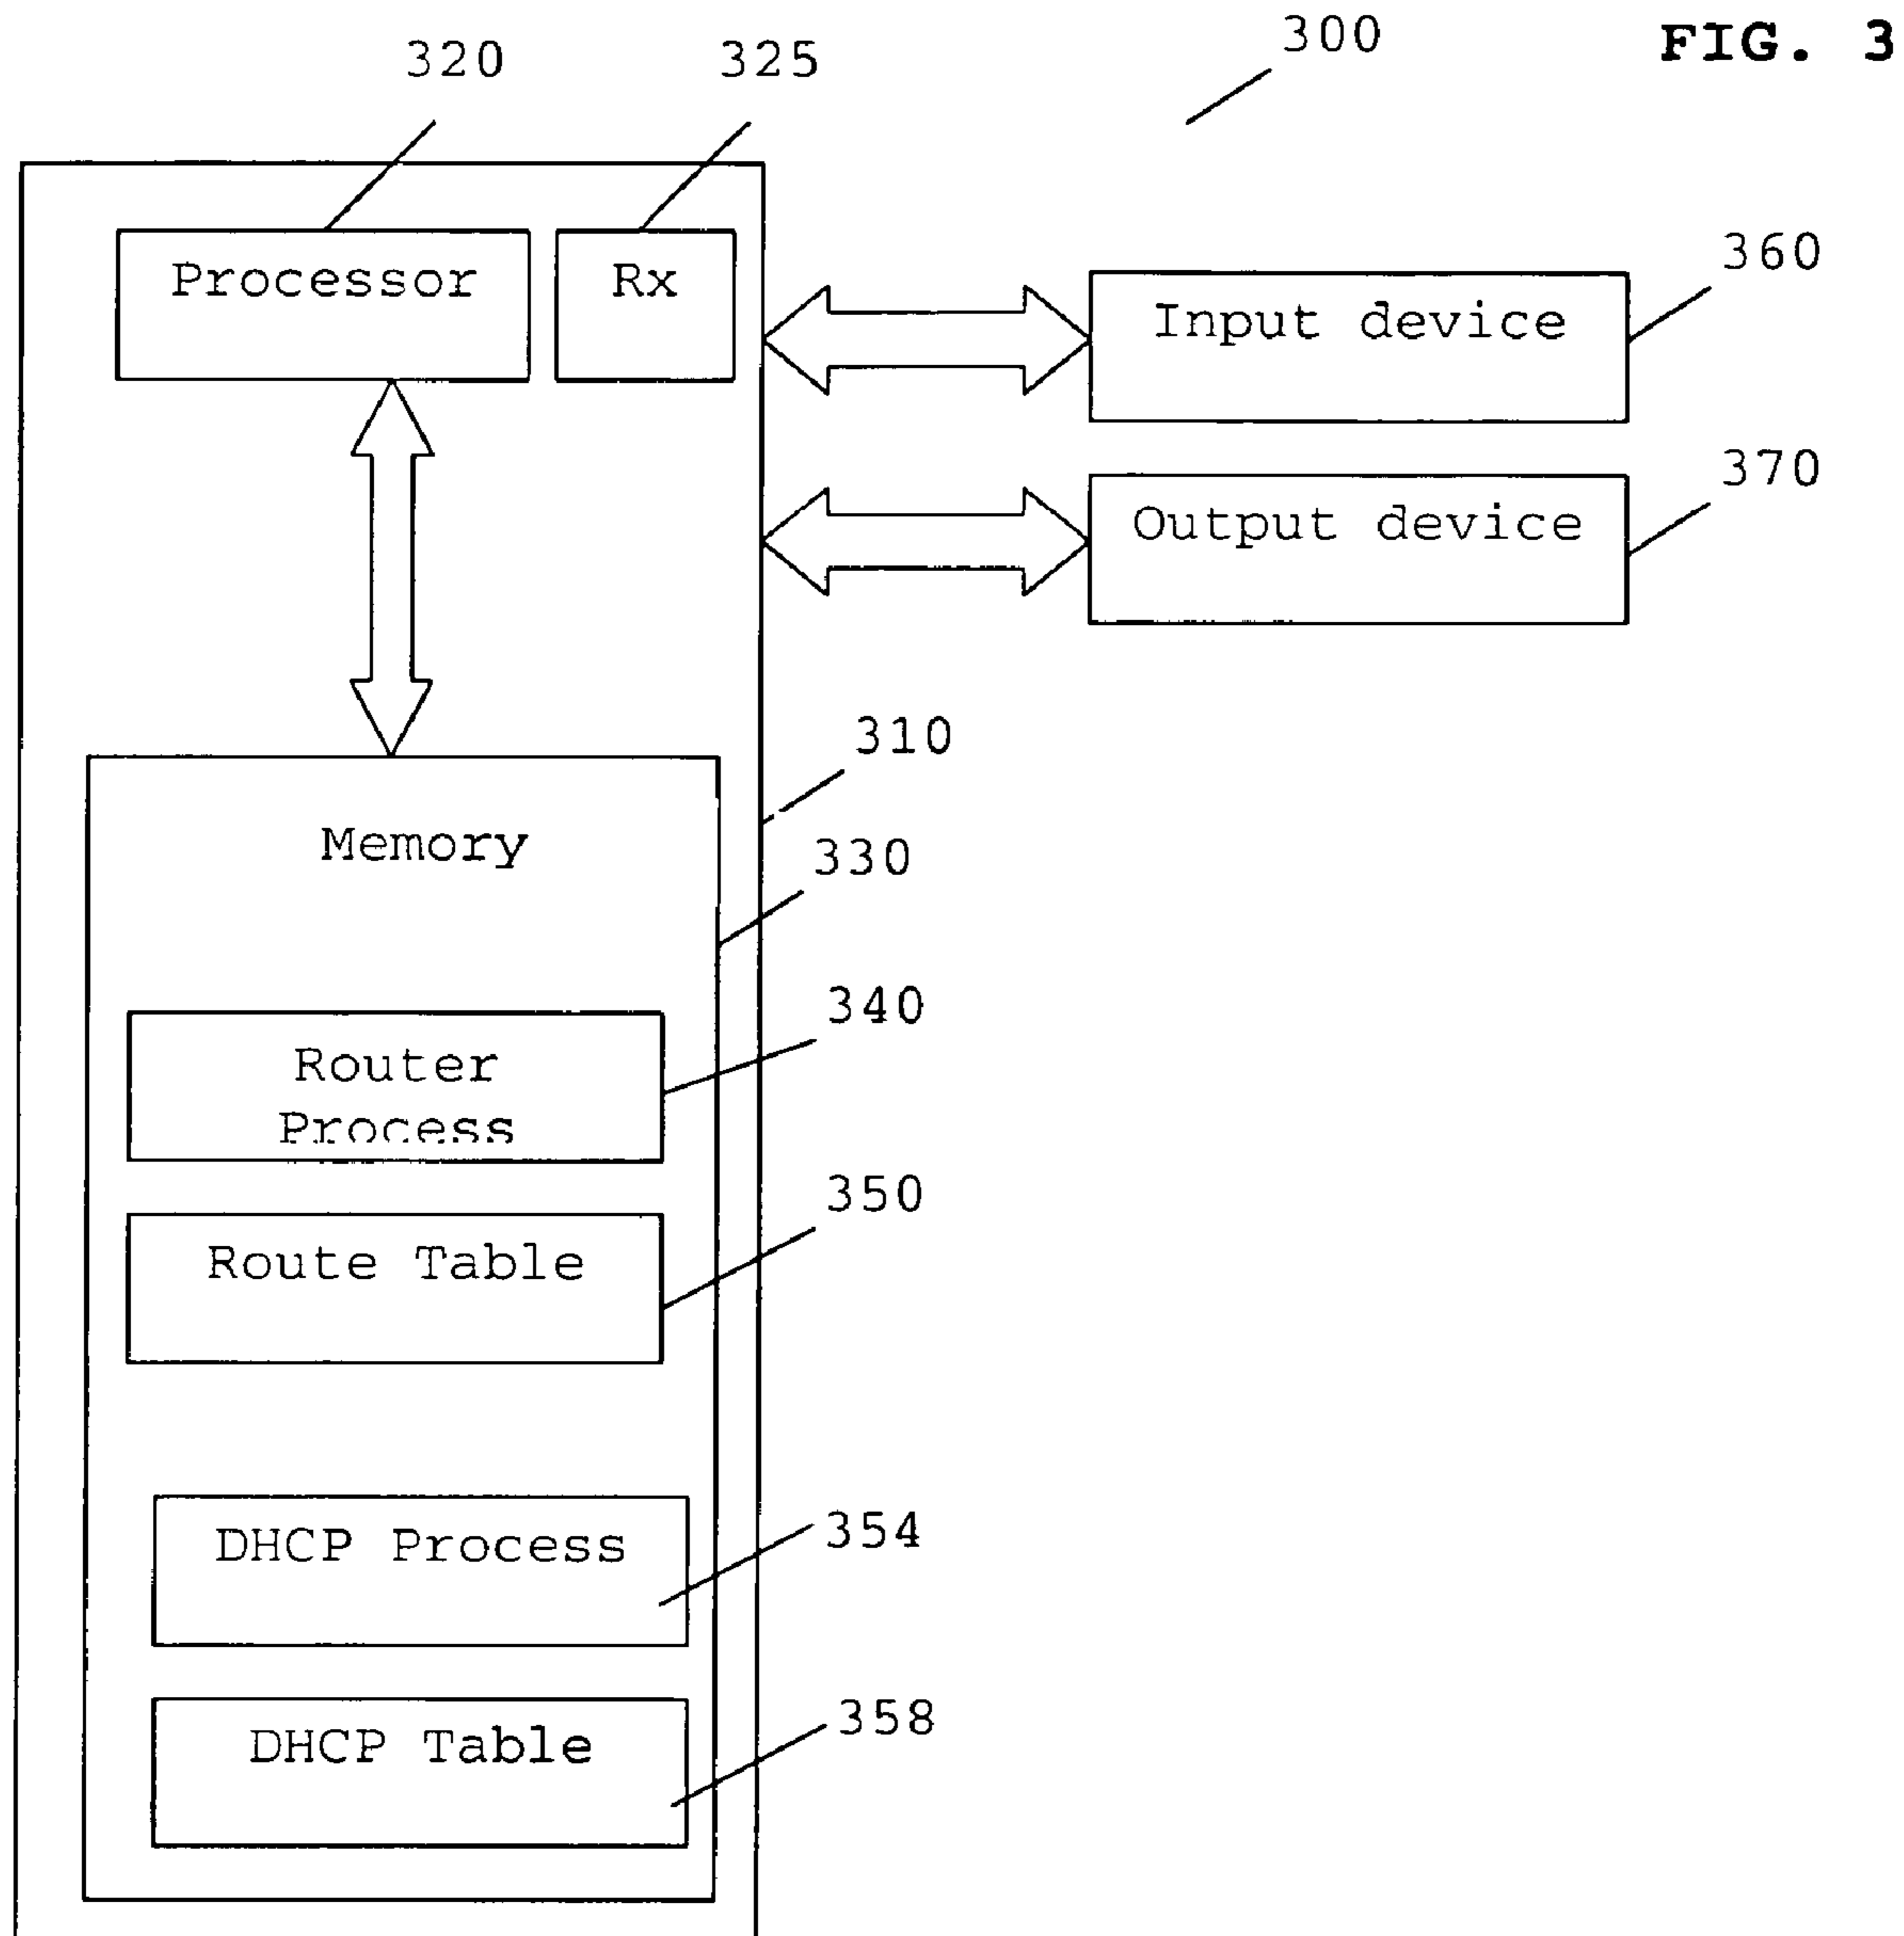 FIG. 3
300
320
325
Processor
Rx
360
Input device
370
Output device
310
Memory
330
340
Router
Process
350
Route Table
354
DHCP Process
358
DHCP Table